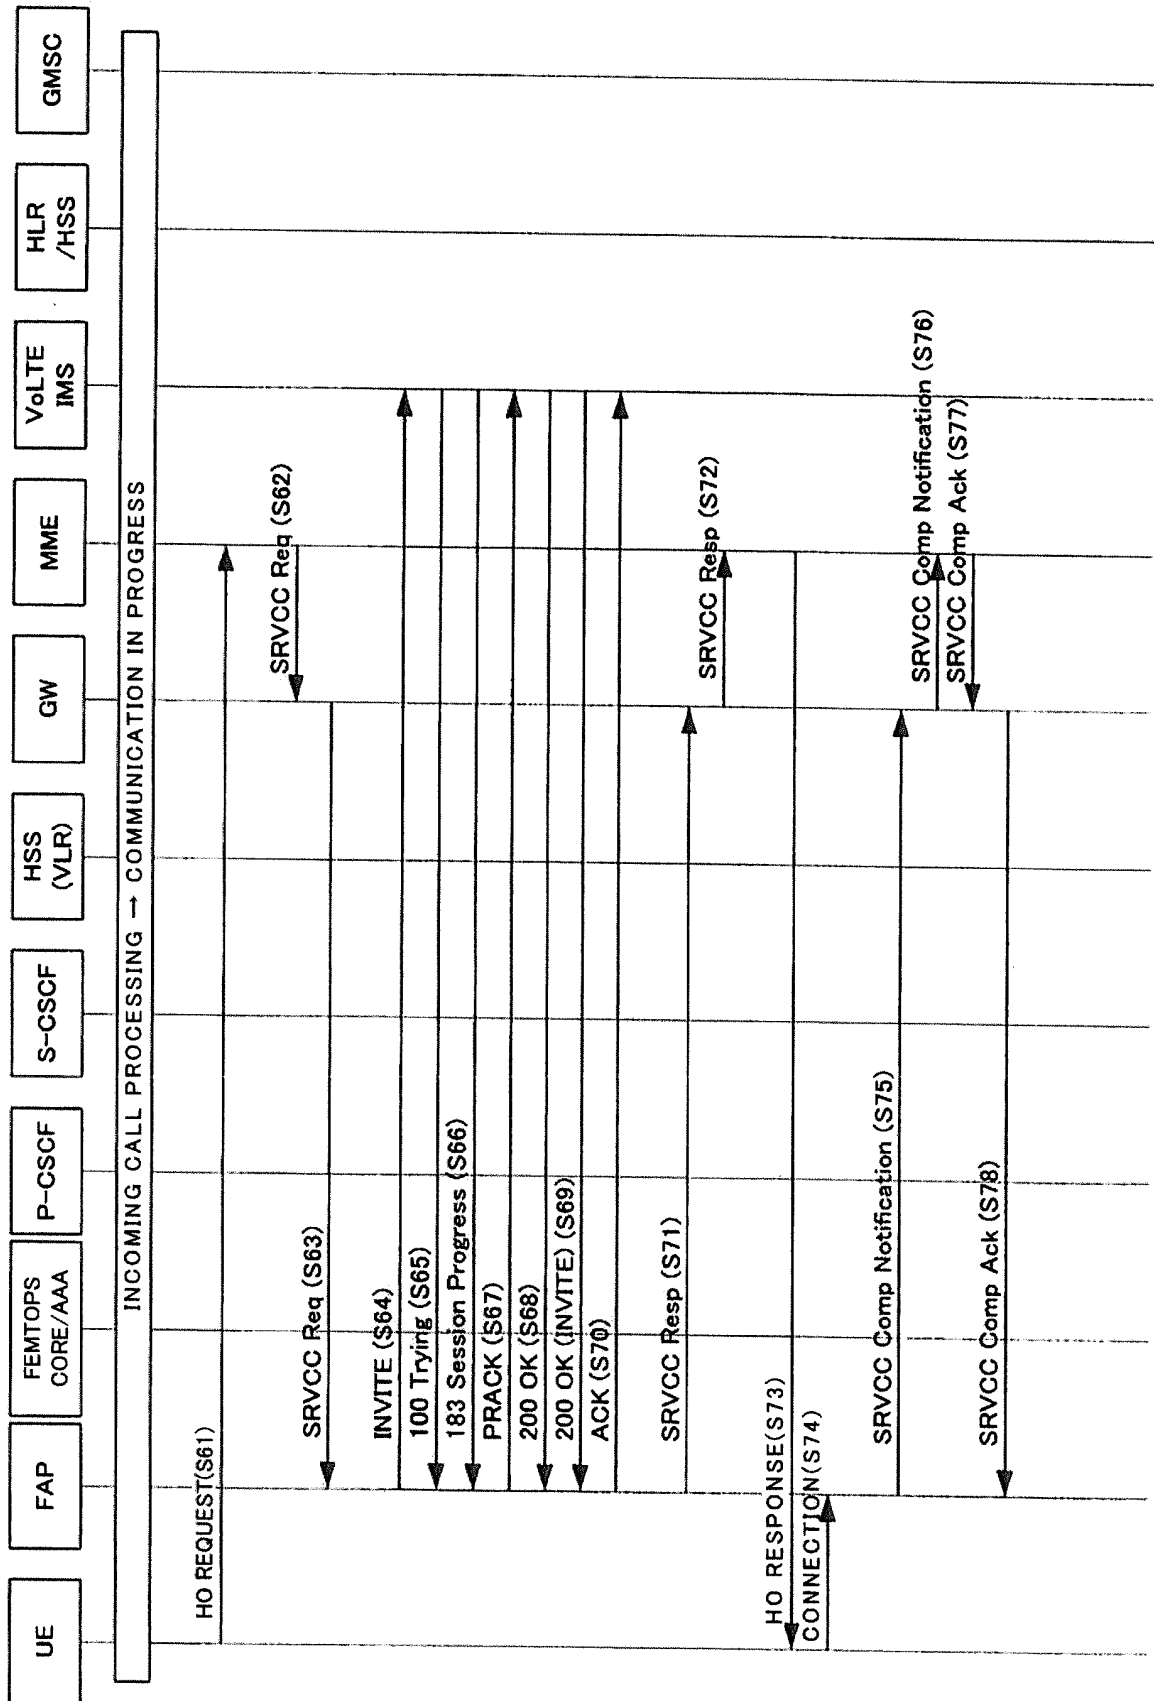 UE
FAP
FEMTOPS
CORE/AAA
P-CSCF
S-CSCF
HSS
(VLR)
GW
MME
VoLTE
IMS
HLR
/HSS
GMSC
INCOMING CALL PROCESSING → COMMUNICATION IN PROGRESS
HO REQUEST(S61)
SRVCC Req (S62)
SRVCC Req (S63)
INVITE (S64)
100 Trying (S65)
183 Session Progress (S66)
PRACK (S67)
200 OK (S68)
200 OK (INVITE) (S69)
ACK (S70)
SRVCC Resp (S71)
SRVCC Resp (S72)
HO RESPONSE(S73)
CONNECTION(S74)
SRVCC Comp Notification (S75)
SRVCC Comp Notification (S76)
SRVCC Comp Ack (S77)
SRVCC Comp Ack (S78)